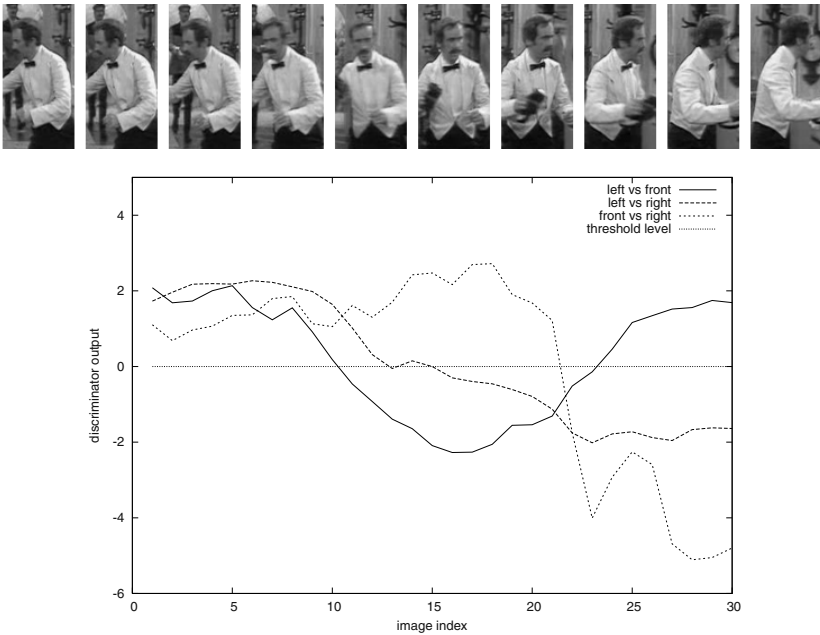 left vs front
left vs right
front vs right
threshold level
4
2
0
-2
-4
-6
discriminator output
0 5 10 15 20 25 30
image index